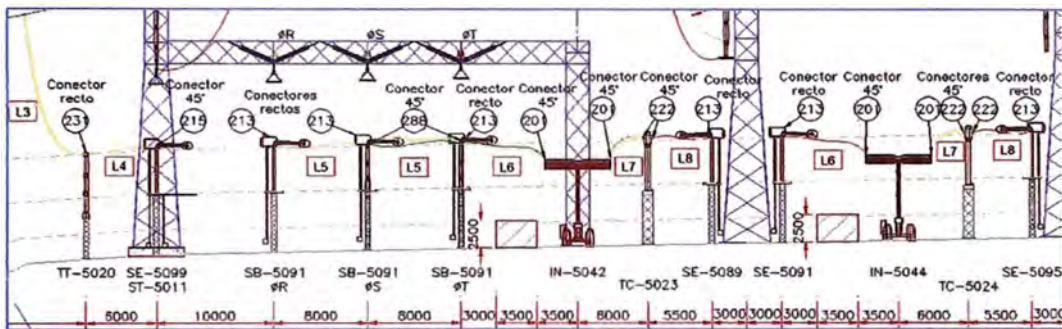 øR øS øT
Conector recto
Conector 45°
Conectores rectos
Conector 45°
Conector recto
Conector 45°
Conector 45°
Conector 45°
Conector recto
Conector recto
Conector 45°
Conectores 45°
Conector recto
L3 231 215 213 213 288 213 201 201 222 213 213 201 201 222 222 213
L4 L5 L5 L6 L7 L8 L6 L7 L8
2500 2500
TT-5020 SE-5099 SB-5091 SB-5091 SB-5091 IN-5042 SE-5089 SE-5091 IN-5044 SE-5095
ST-5011 øR øS øT TC-5023 TC-5024
10000 8000 3000 3500 3500 5500 3000 3000 3000 3500 3500 5500